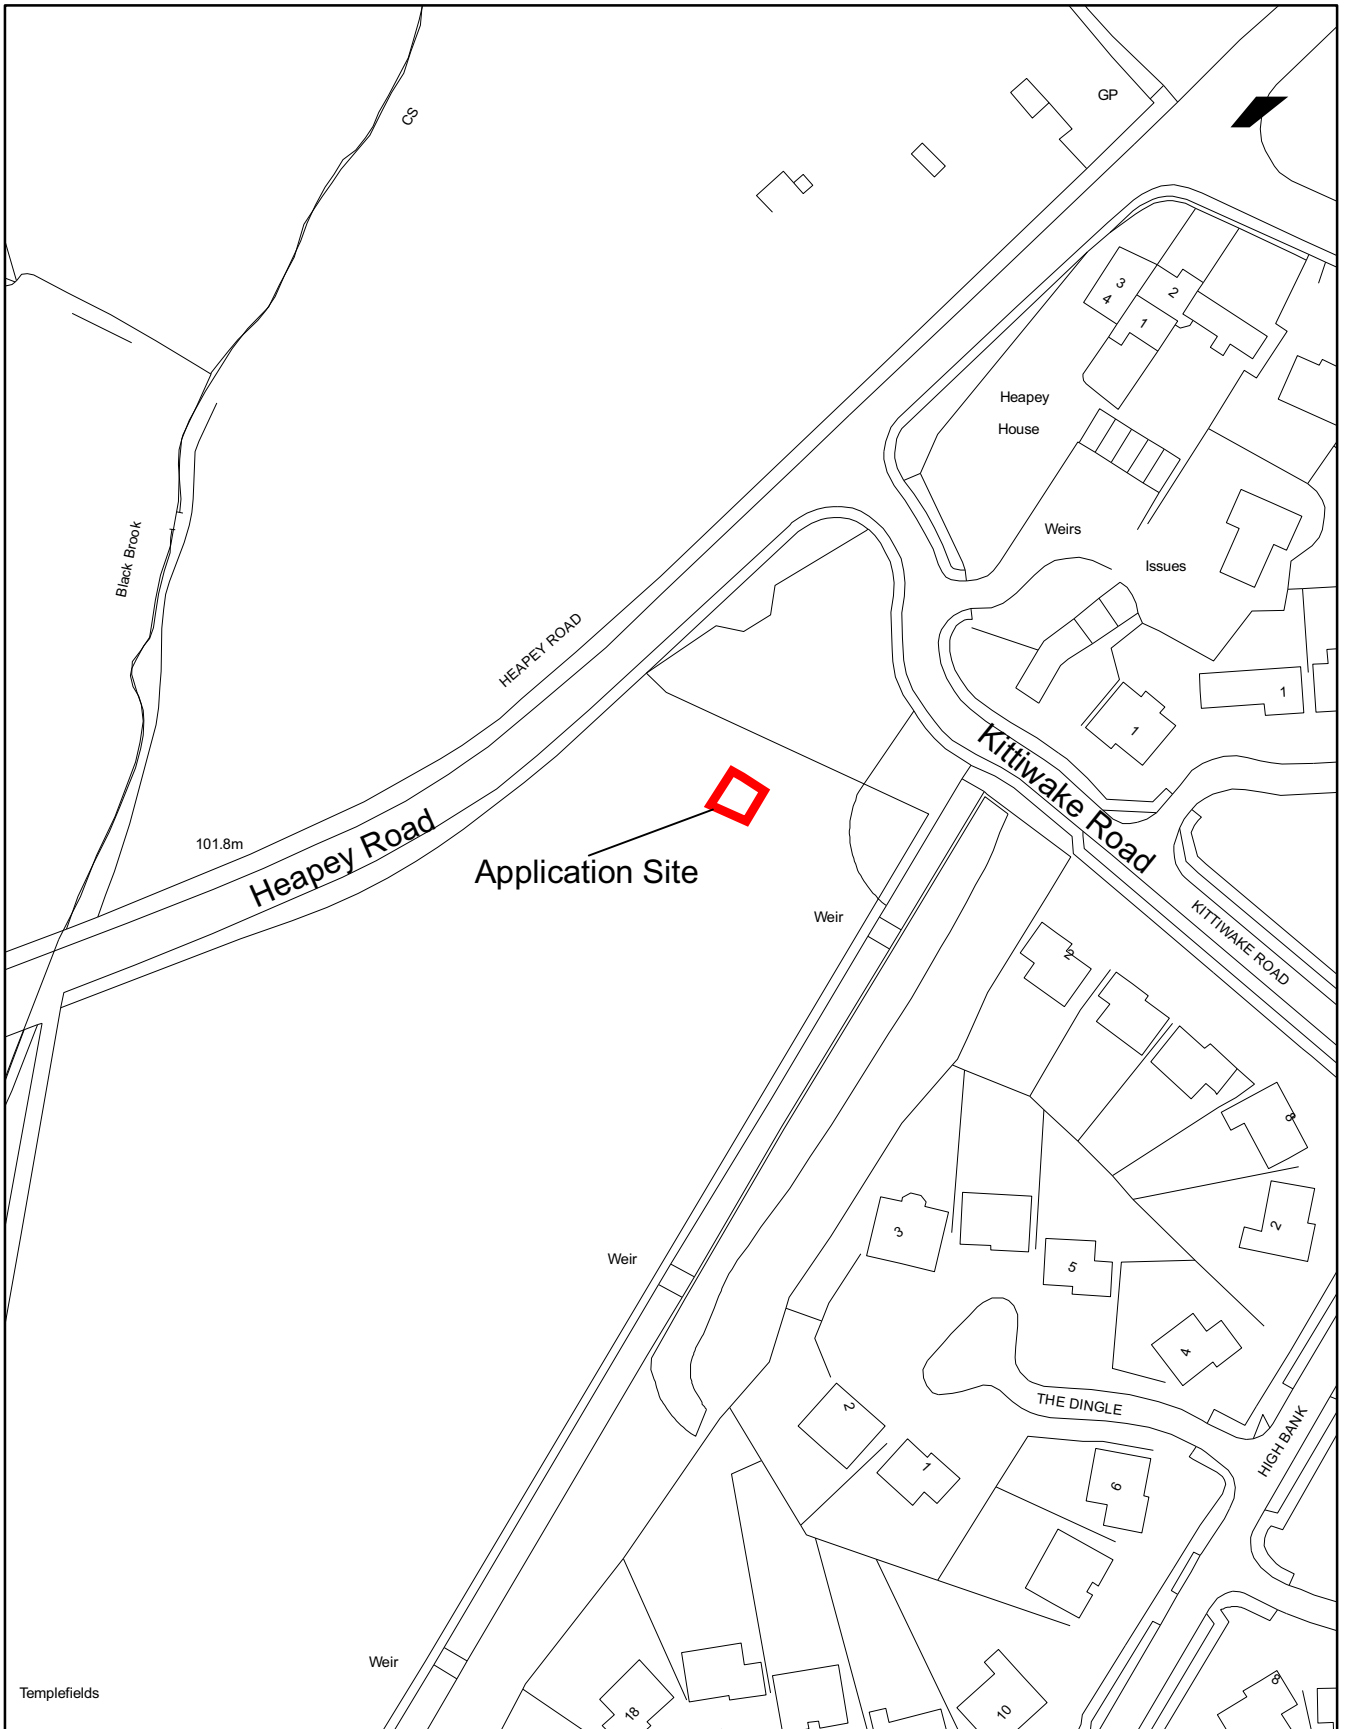 GP
CS
3
4
2
1
Heapey
House
Weirs
Issues
Black Brook
HEAPEY ROAD
1
1
Kittiwake Road
101.8m
Heapey Road
Application Site
Weir
KITTIWAKE ROAD
2
8
3
2
Weir
5
4
THE DINGLE
2
HIGH BANK
1
6
Weir
Templefields
18
10
8